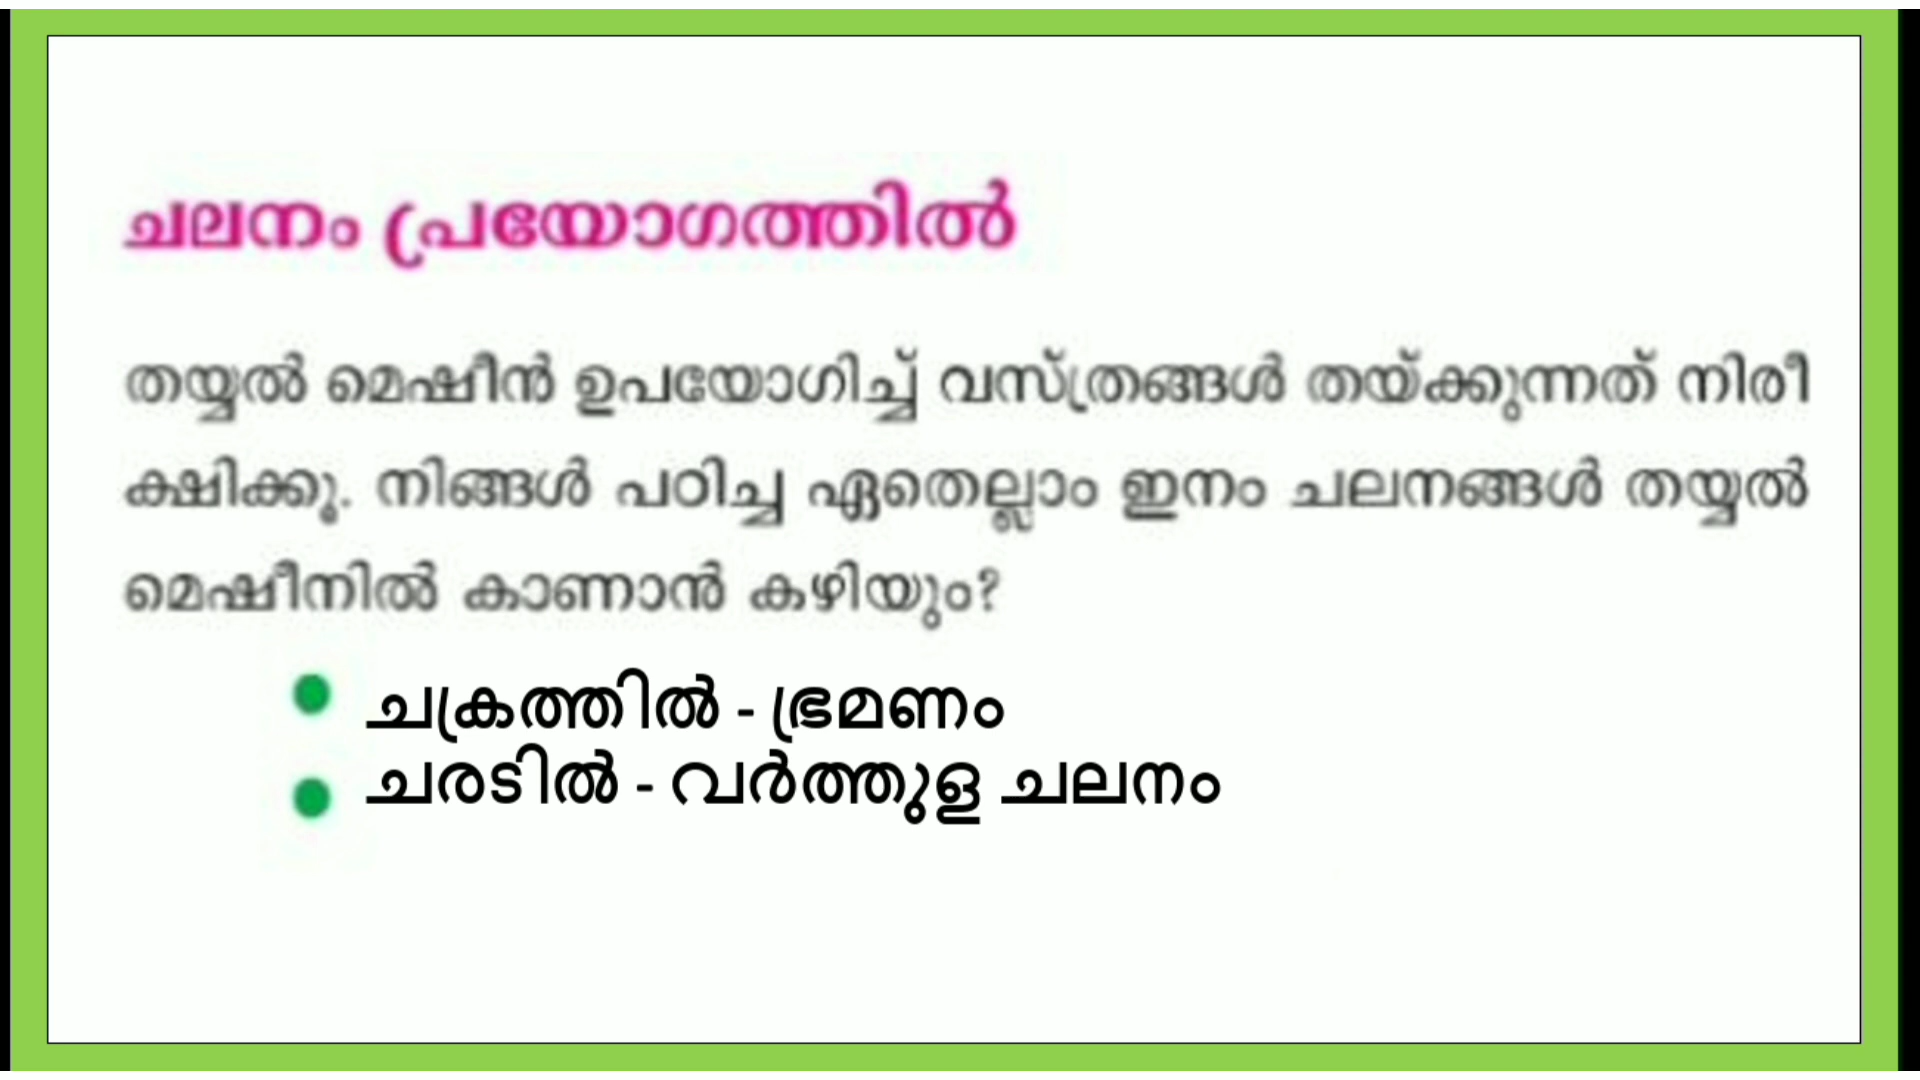 ചലനം പ്രയോഗത്തിൽ
തയ്യൽ മെഷീൻ ഉപയോഗിച്ച് വസ്ത്രങ്ങൾ തയ്ക്കുന്നത് നിരീ
ക്ഷിക്കൂ. നിങ്ങൾ പഠിച്ച ഏതെല്ലാം ഇനം ചലനങ്ങൾ തയ്യൽ
മെഷീനിൽ കാണാൻ കഴിയും?
ചക്രത്തിൽ - ഭ്രമണം
ചരടിൽ - വർത്തുള ചലനം